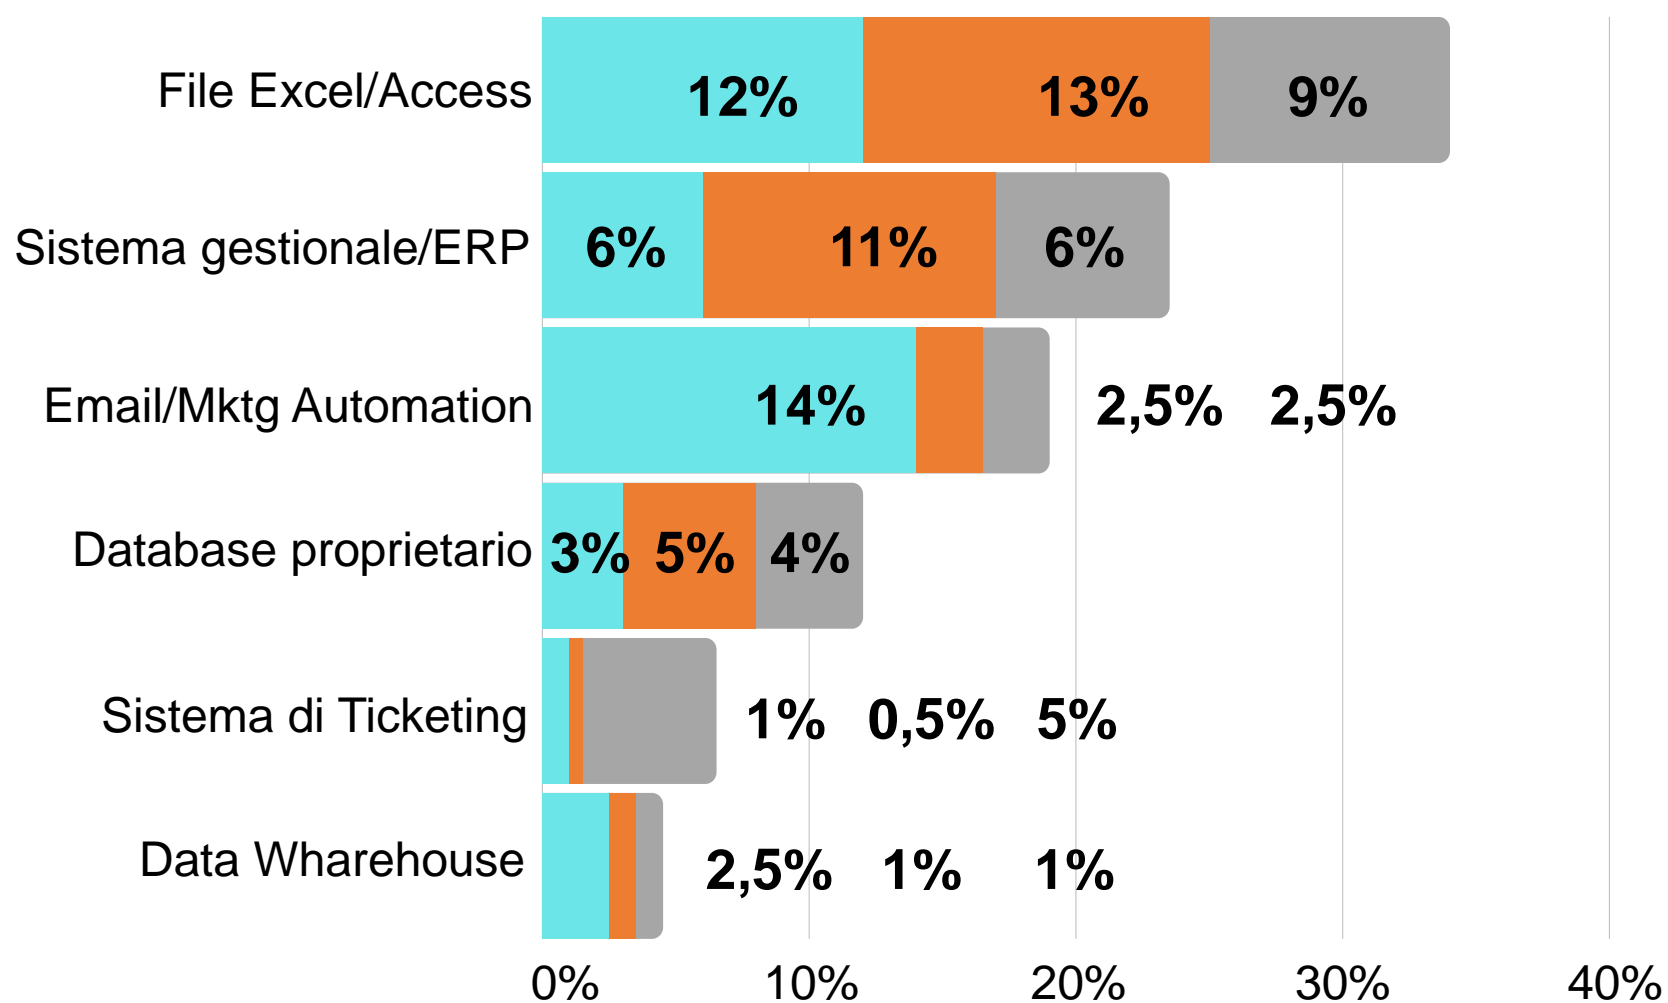 File Excel/Access 12% 13% 9%
Sistema gestionale/ERP 6% 11% 6%
Email/Mktg Automation 14% 2,5% 2,5%
Database proprietario 3% 5% 4%
Sistema di Ticketing 1% 0,5% 5%
Data Wharehouse 2,5% 1% 1%
0% 10% 20% 30% 40%